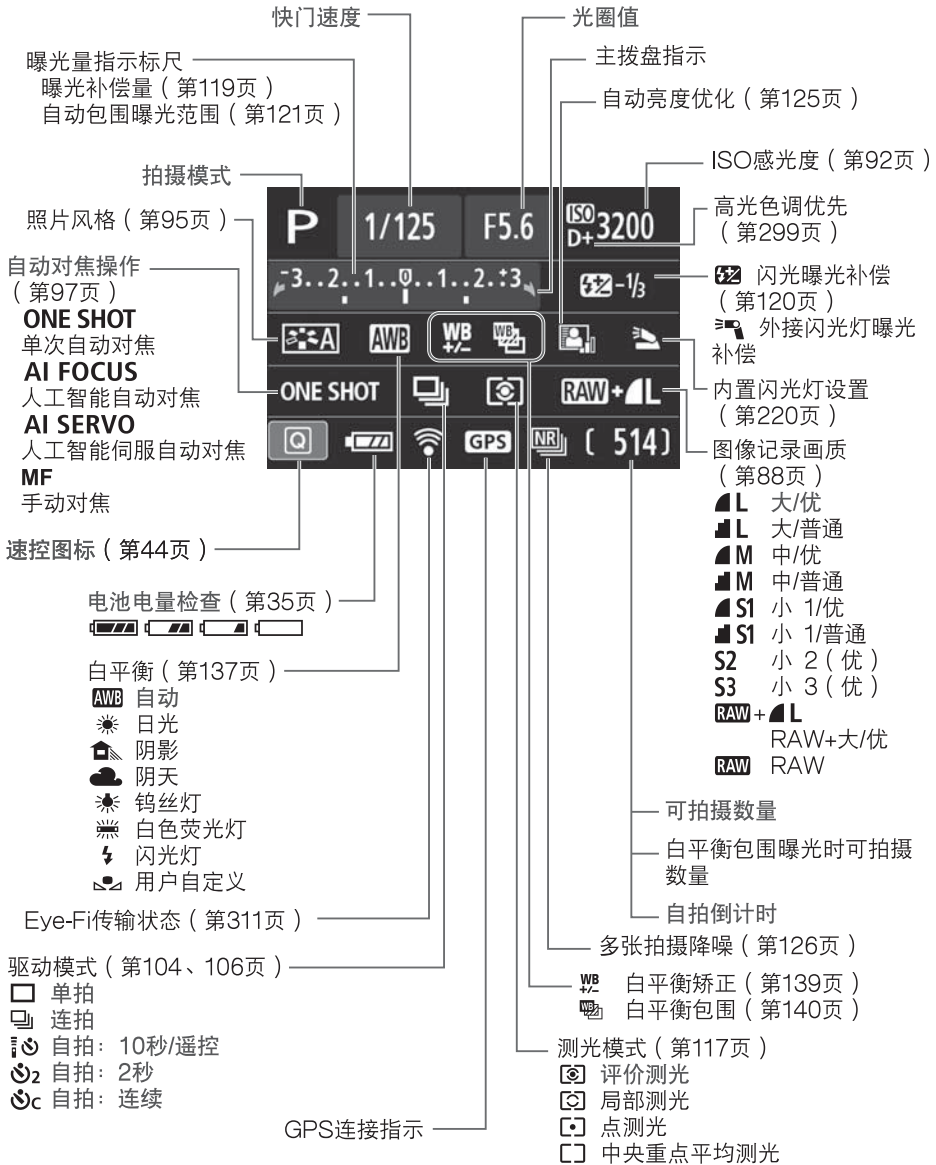 快门速度
光圈值
曝光量指示标尺
曝光补偿量（第119页）
自动包围曝光范围（第121页）
主拨盘指示
自动亮度优化（第125页）
ISO感光度（第92页）
拍摄模式
照片风格（第95页）
高光色调优先
（第299页）
自动对焦操作
（第97页）
ONE SHOT
单次自动对焦
AI FOCUS
人工智能自动对焦
AI SERVO
人工智能伺服自动对焦
MF
手动对焦
P 1/125 F5.6 ISO D+ 3200
-3..2..1..0..1..2.:+3 -1/3
A AWB WB +/- WB
ONE SHOT RAW+L
Q GPS NR [ 514]
闪光曝光补偿
（第120页）
外接闪光灯曝光
补偿
内置闪光灯设置
（第220页）
图像记录画质
（第88页）
L 大/优
L 大/普通
M 中/优
M 中/普通
S1 小 1/优
S1 小 1/普通
S2 小 2（优）
S3 小 3（优）
RAW+L
RAW+大/优
RAW RAW
速控图标（第44页）
电池电量检查（第35页）
白平衡（第137页）
AWB 自动
日光
阴影
阴天
钨丝灯
白色荧光灯
闪光灯
用户自定义
Eye-Fi传输状态（第311页）
驱动模式（第104、106页）
单拍
连拍
自拍：10秒/遥控
2 自拍：2秒
C 自拍：连续
GPS连接指示
可拍摄数量
白平衡包围曝光时可拍摄
数量
自拍倒计时
多张拍摄降噪（第126页）
WB +/- 白平衡矫正（第139页）
WB 白平衡包围（第140页）
测光模式（第117页）
评价测光
局部测光
点测光
中央重点平均测光